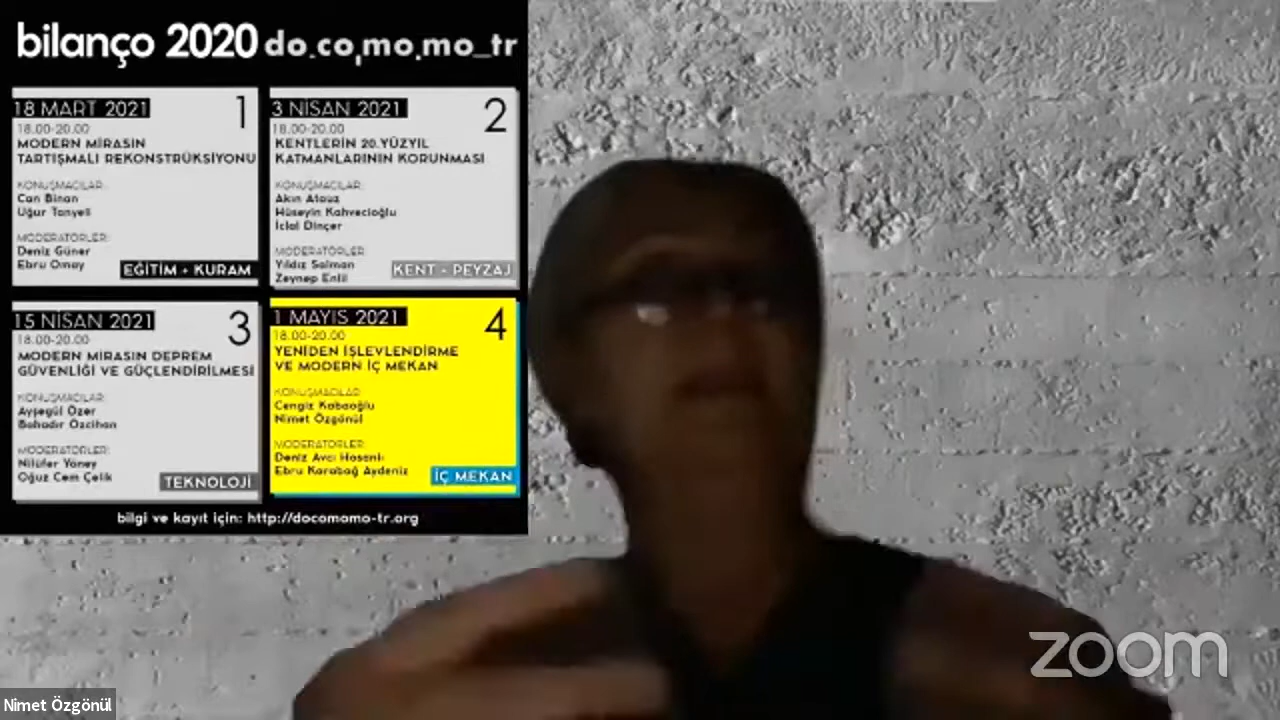 bilanço 2020 do_co,mo.mo_tr
18 MART 2021 1
18.00-20.00
MODERN MİRASIN
TARTIŞMALI REKONSTRÜKSİYONU
KONUŞMACILAR:
Can Binan
Uğur Tanyeli
MODERATÖRLER:
Deniz Güner
Ebru Omay
EĞİTİM + KURAM
3 NİSAN 2021 2
18.00-20.00
KENTLERİN 20.YÜZYIL
KATMANLARININ KORUNMASI
KONUŞMACILAR:
Akın Atauz
Hüseyin Kahvecioğlu
İclal Dinçer
MODERATÖRLER:
Yıldız Salman
Zeynep Enlil
KENT + PEYZAJ
15 NİSAN 2021 3
18.00-20.00
MODERN MİRASIN DEPREM
GÜVENLİĞİ VE GÜÇLENDİRİLMESİ
KONUŞMACILAR:
Ayşegül Özer
Bahadır Özcihan
MODERATÖRLER:
Nilüfer Yöney
Oğuz Cem Çelik
TEKNOLOJİ
1 MAYIS 2021 4
18.00-20.00
YENİDEN İŞLEVLENDİRME
VE MODERN İÇ MEKAN
KONUŞMACILAR:
Cengiz Kabaoğlu
Nimet Özgönül
MODERATÖRLER:
Deniz Avcı Hosanlı
Ebru Karabağ Aydeniz
İÇ MEKAN
bilgi ve kayıt için: http://docomomo-tr.org
zoom
Nimet Özgönül